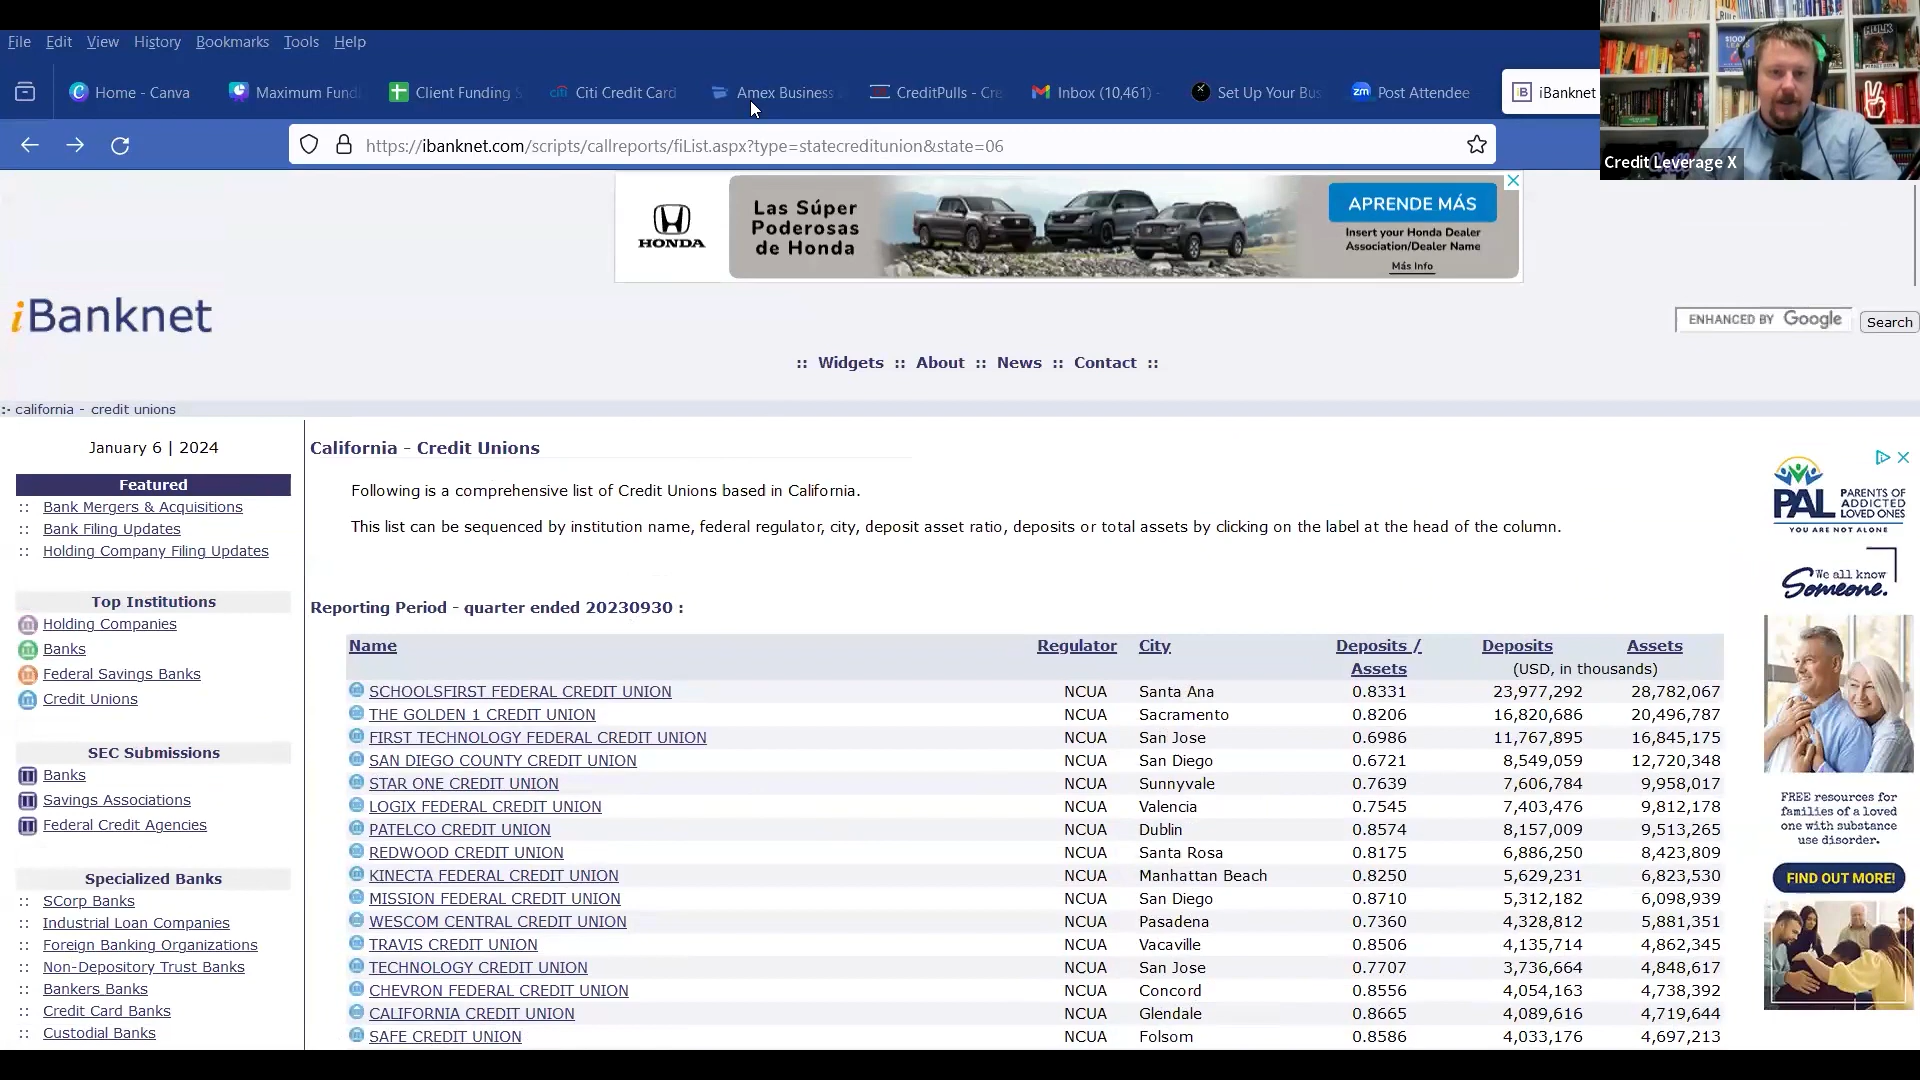 File Edit View History Bookmarks Tools Help
Home - Canva
Maximum Fund
Client Funding S
Citi Credit Card
Amex Business
CreditPulls - Cre
Inbox (10,461) -
Set Up Your Bus
Post Attendee
iBanknet
https://ibanknet.com/scripts/callreports/fiList.aspx?type=statecreditunion&state=06
Credit Leverage X
HONDA
Las Súper
Poderosas
de Honda
APRENDE MÁS
Insert your Honda Dealer
Association/Dealer Name
Más Info
iBanknet
ENHANCED BY Google
Search
:: Widgets :: About :: News :: Contact ::
:· california - credit unions
January 6 | 2024
Featured
:: Bank Mergers & Acquisitions
:: Bank Filing Updates
:: Holding Company Filing Updates
Top Institutions
Holding Companies
Banks
Federal Savings Banks
Credit Unions
SEC Submissions
Banks
Savings Associations
Federal Credit Agencies
Specialized Banks
:: SCorp Banks
:: Industrial Loan Companies
:: Foreign Banking Organizations
:: Non-Depository Trust Banks
:: Bankers Banks
:: Credit Card Banks
:: Custodial Banks
California - Credit Unions
Following is a comprehensive list of Credit Unions based in California.
This list can be sequenced by institution name, federal regulator, city, deposit asset ratio, deposits or total assets by clicking on the label at the head of the column.
Reporting Period - quarter ended 20230930 :
Name Regulator City Deposits / Deposits Assets
Assets (USD, in thousands)
SCHOOLSFIRST FEDERAL CREDIT UNION NCUA Santa Ana 0.8331 23,977,292 28,782,067
THE GOLDEN 1 CREDIT UNION NCUA Sacramento 0.8206 16,820,686 20,496,787
FIRST TECHNOLOGY FEDERAL CREDIT UNION NCUA San Jose 0.6986 11,767,895 16,845,175
SAN DIEGO COUNTY CREDIT UNION NCUA San Diego 0.6721 8,549,059 12,720,348
STAR ONE CREDIT UNION NCUA Sunnyvale 0.7639 7,606,784 9,958,017
LOGIX FEDERAL CREDIT UNION NCUA Valencia 0.7545 7,403,476 9,812,178
PATELCO CREDIT UNION NCUA Dublin 0.8574 8,157,009 9,513,265
REDWOOD CREDIT UNION NCUA Santa Rosa 0.8175 6,886,250 8,423,809
KINECTA FEDERAL CREDIT UNION NCUA Manhattan Beach 0.8250 5,629,231 6,823,530
MISSION FEDERAL CREDIT UNION NCUA San Diego 0.8710 5,312,182 6,098,939
WESCOM CENTRAL CREDIT UNION NCUA Pasadena 0.7360 4,328,812 5,881,351
TRAVIS CREDIT UNION NCUA Vacaville 0.8506 4,135,714 4,862,345
TECHNOLOGY CREDIT UNION NCUA San Jose 0.7707 3,736,664 4,848,617
CHEVRON FEDERAL CREDIT UNION NCUA Concord 0.8556 4,054,163 4,738,392
CALIFORNIA CREDIT UNION NCUA Glendale 0.8665 4,089,616 4,719,644
SAFE CREDIT UNION NCUA Folsom 0.8586 4,033,176 4,697,213
PAL
PARENTS OF
ADDICTED
LOVED ONES
YOU ARE NOT ALONE
We all know
Someone.
FREE resources for
families of a loved
one with substance
use disorder.
FIND OUT MORE!